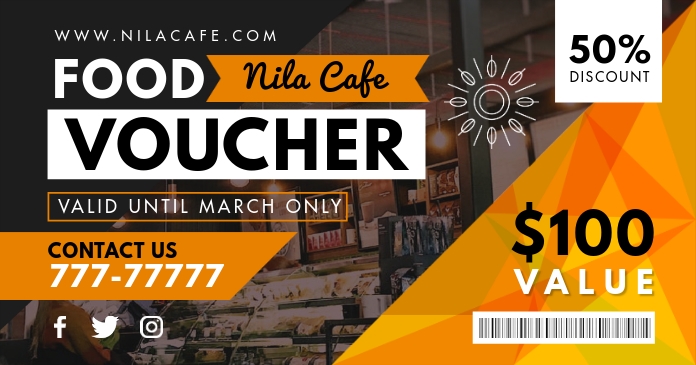 WWW.NILACAFE.COM
FOOD
Nila Cafe
VOUCHER
VALID UNTIL MARCH ONLY
CONTACT US
777-77777
50%
DISCOUNT
$100
VALUE